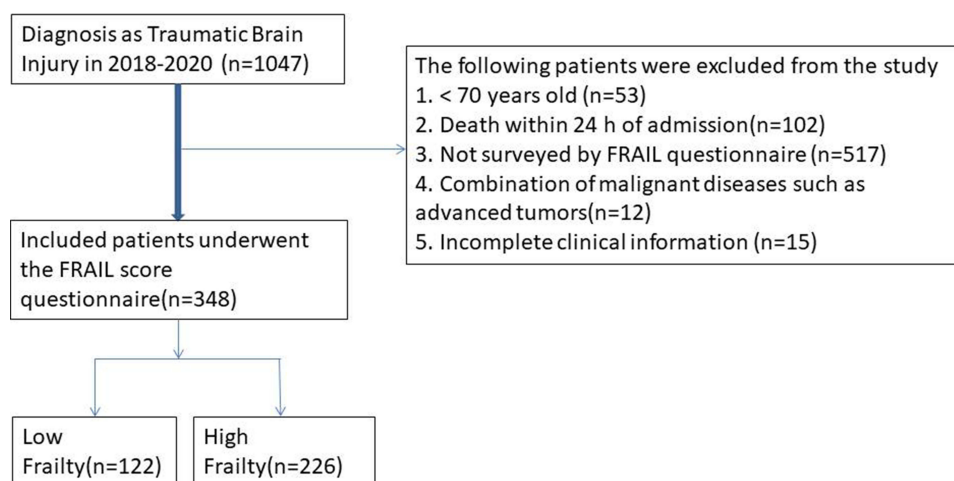 Diagnosis as Traumatic Brain
Injury in 2018-2020 (n=1047)
The following patients were excluded from the study
1. < 70 years old (n=53)
2. Death within 24 h of admission(n=102)
3. Not surveyed by FRAIL questionnaire (n=517)
4. Combination of malignant diseases such as
advanced tumors(n=12)
5. Incomplete clinical information (n=15)
Included patients underwent
the FRAIL score
questionnaire(n=348)
Low
Frailty(n=122)
High
Frailty(n=226)